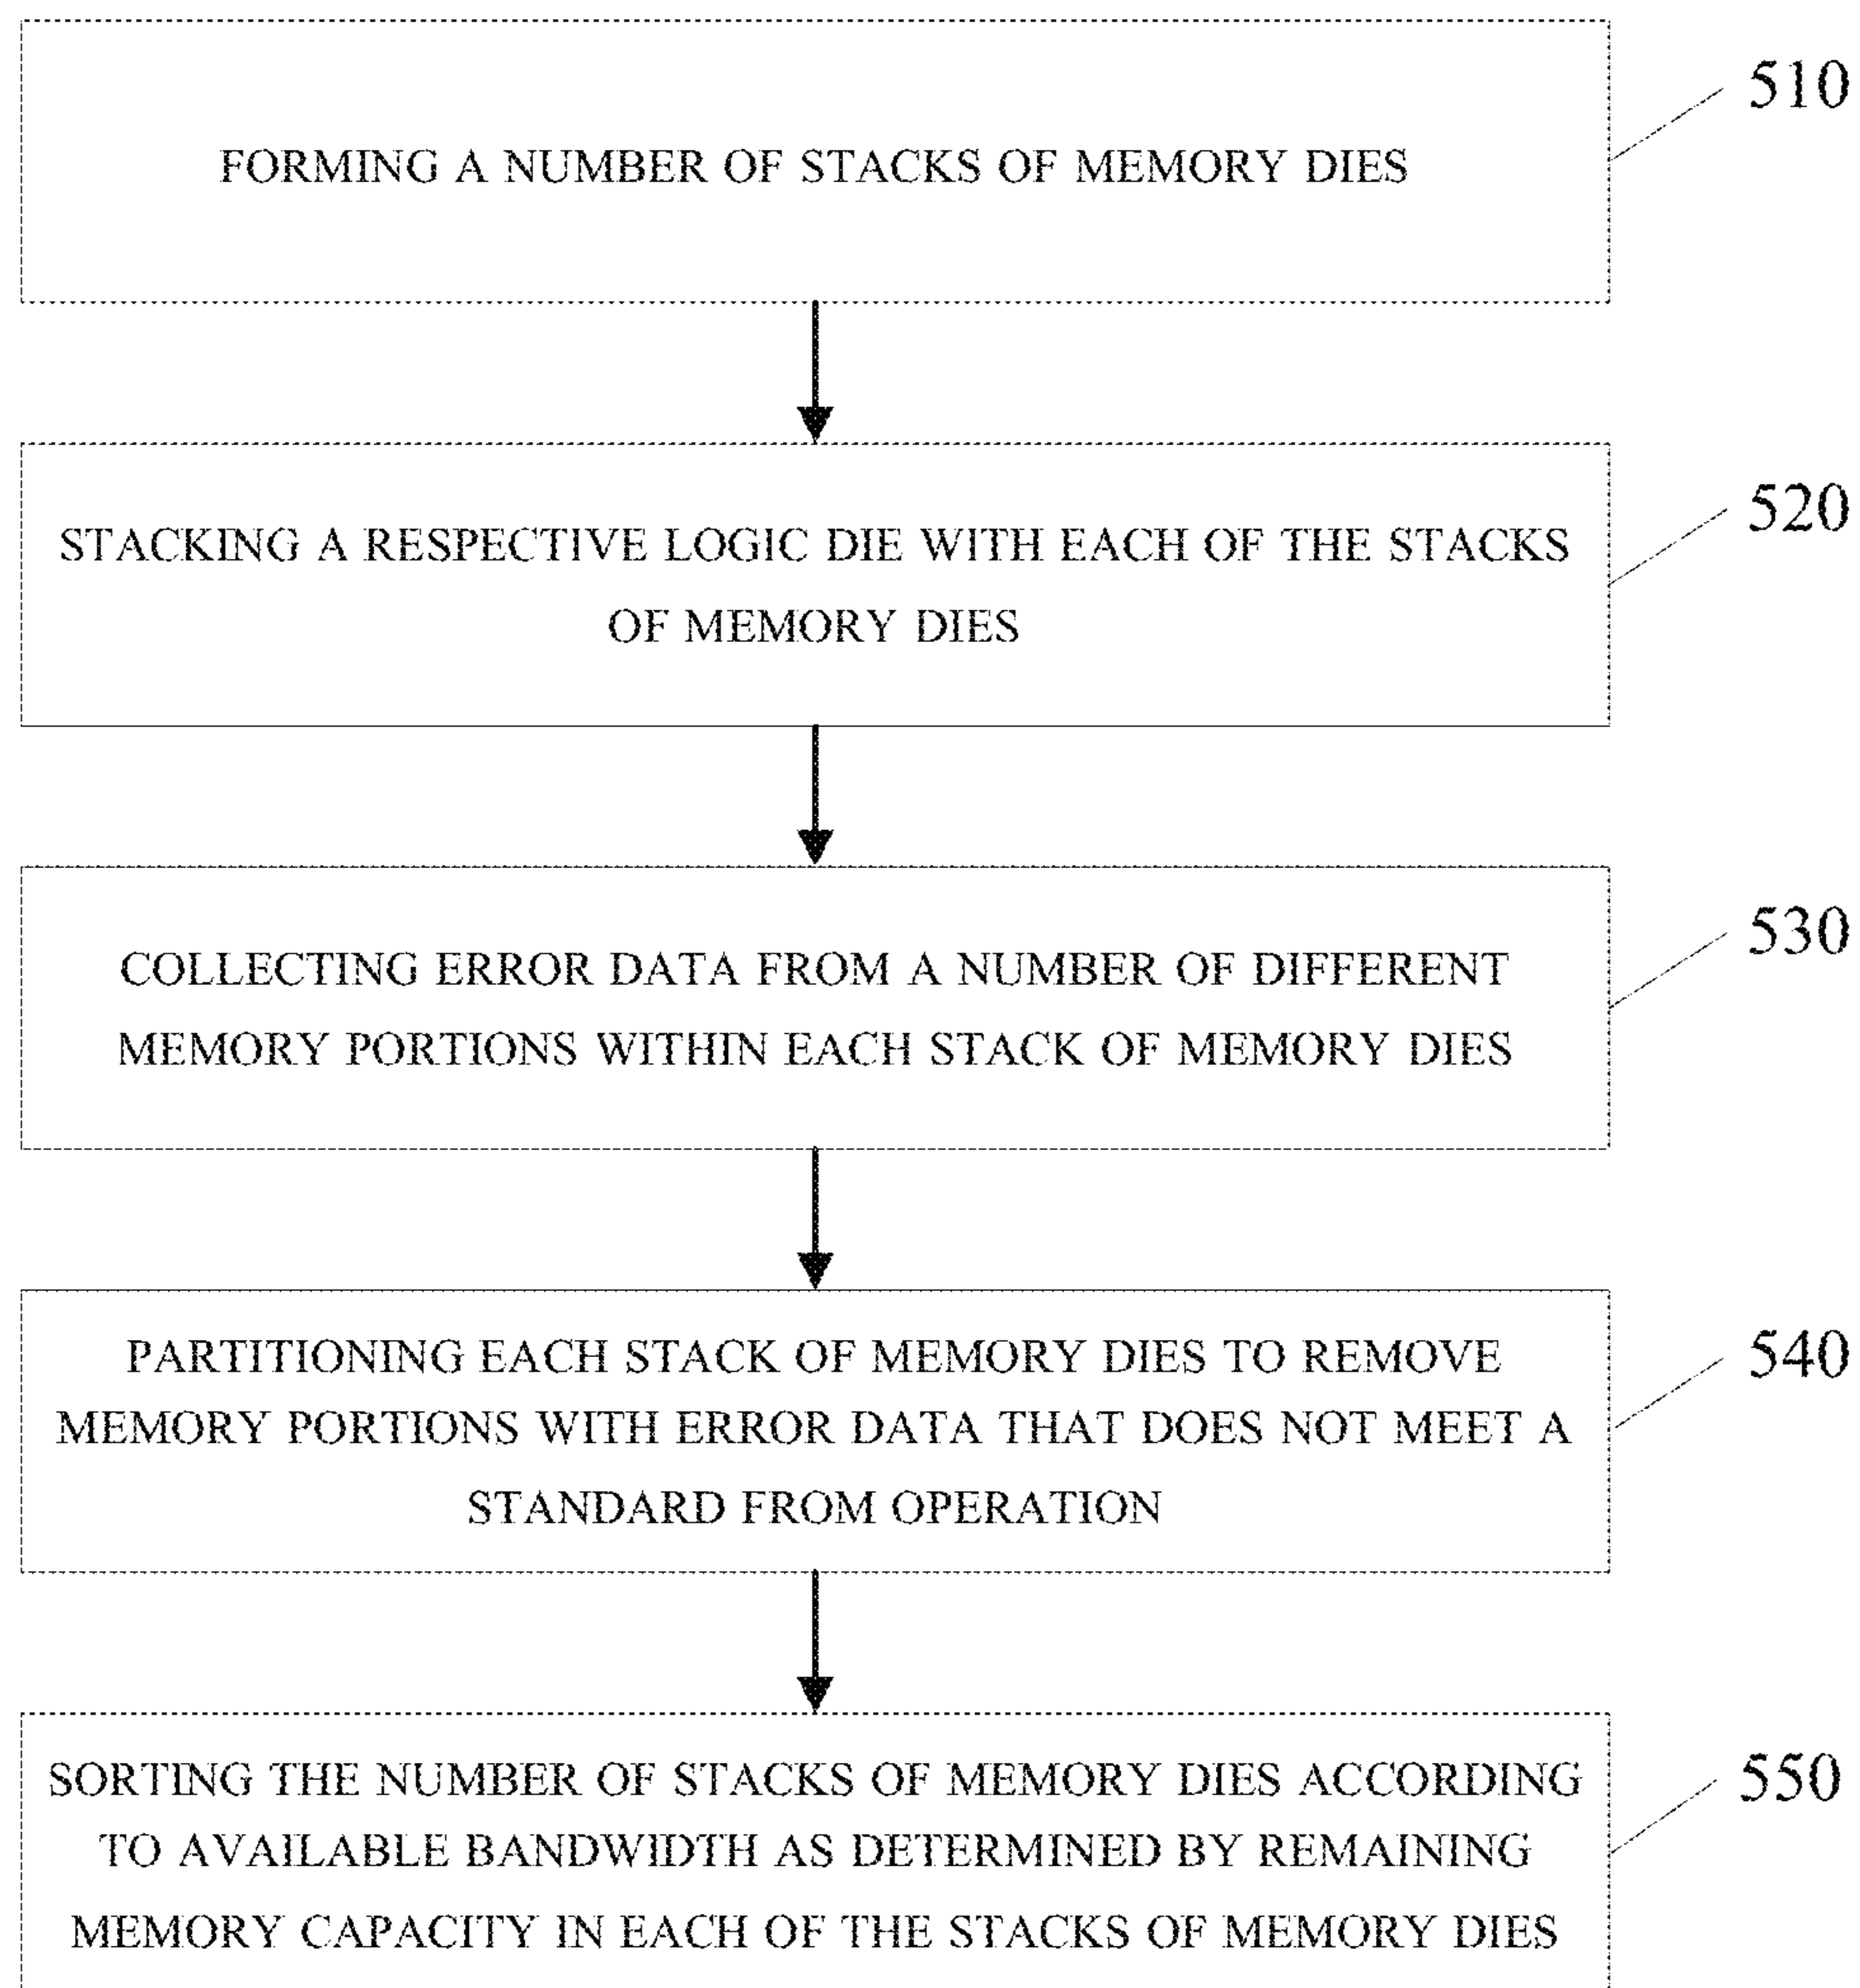 FORMING A NUMBER OF STACKS OF MEMORY DIES
510
STACKING A RESPECTIVE LOGIC DIE WITH EACH OF THE STACKS
OF MEMORY DIES
520
COLLECTING ERROR DATA FROM A NUMBER OF DIFFERENT
MEMORY PORTIONS WITHIN EACH STACK OF MEMORY DIES
530
PARTITIONING EACH STACK OF MEMORY DIES TO REMOVE
MEMORY PORTIONS WITH ERROR DATA THAT DOES NOT MEET A
STANDARD FROM OPERATION
540
SORTING THE NUMBER OF STACKS OF MEMORY DIES ACCORDING
TO AVAILABLE BANDWIDTH AS DETERMINED BY REMAINING
MEMORY CAPACITY IN EACH OF THE STACKS OF MEMORY DIES
550